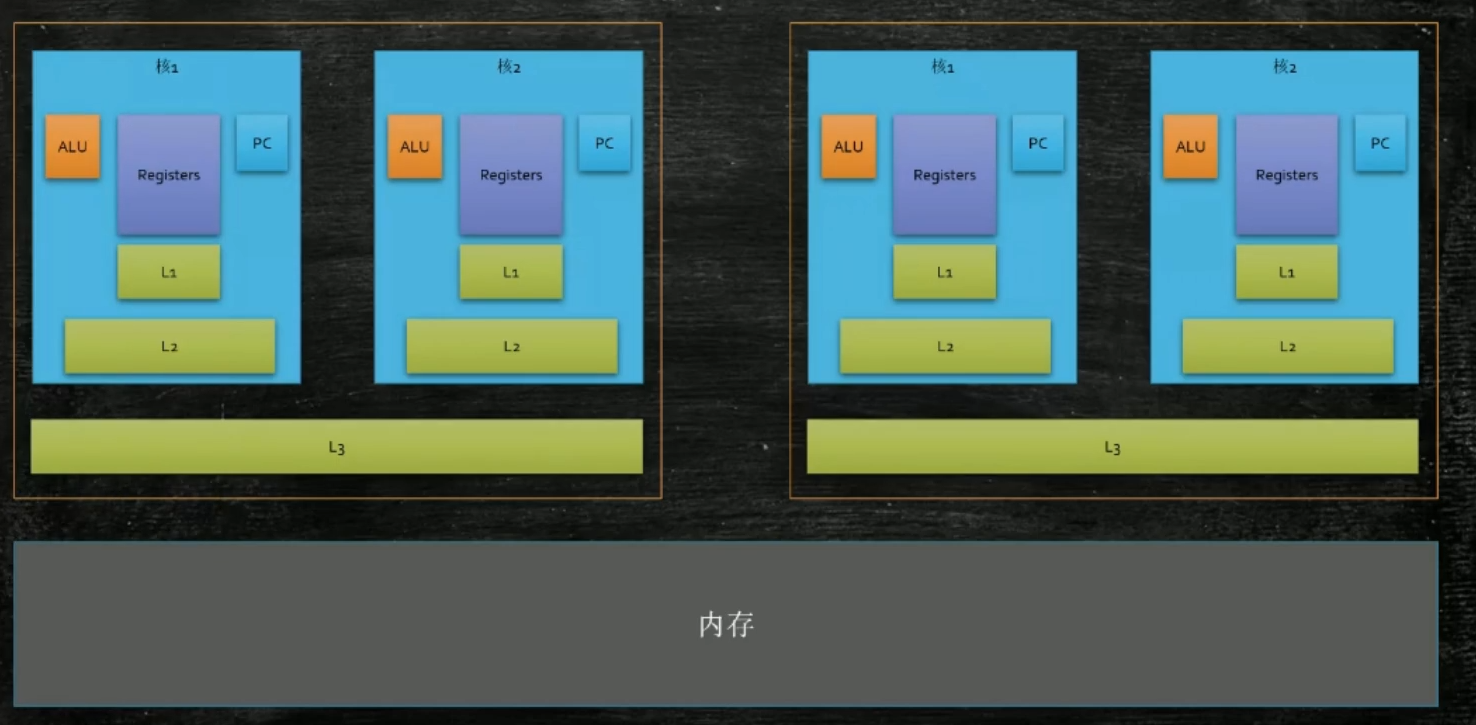 核1
ALU
Registers
PC
L1
L2
核2
ALU
Registers
PC
L1
L2
L3
核1
ALU
Registers
PC
L1
L2
核2
ALU
Registers
PC
L1
L2
L3
内存